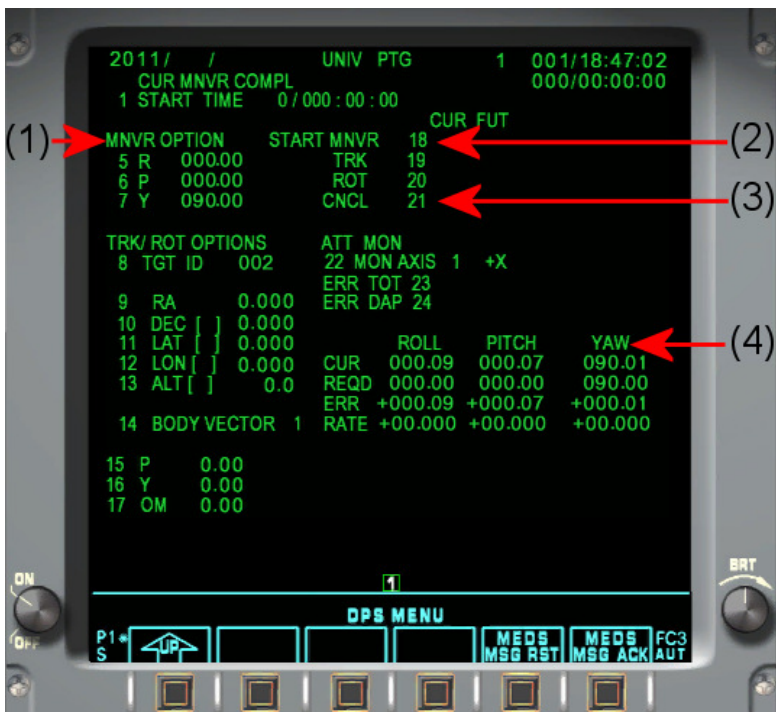 2011/ / UNIV PTG 1 001/18:47:02
CUR MNVR COMPL 000/00:00:00
1 START TIME 0/000:00:00
CUR FUT
(1) MNVR OPTION START MNVR 18 (2)
5 R 000.00 TRK 19
6 P 000.00 ROT 20
7 Y 090.00 CNCL 21 (3)
TRK/ ROT OPTIONS ATT MON
8 TGT ID 002 22 MON AXIS 1 +X
ERR TOT 23
9 RA 0.000 ERR DAP 24
10 DEC [ ] 0.000
11 LAT [ ] 0.000 ROLL PITCH YAW (4)
12 LON [ ] 0.000 CUR 000.09 000.07 090.01
13 ALT [ ] 0.0 REQD 000.00 000.00 090.00
ERR +000.09 +000.07 +000.01
14 BODY VECTOR 1 RATE +00.000 +00.000 +00.000
15 P 0.00
16 Y 0.00
17 OM 0.00
1
ON
OFF
BRT
DPS MENU
P1* UP MEDS MEDS FC3
S MSG RST MSG ACK AUT